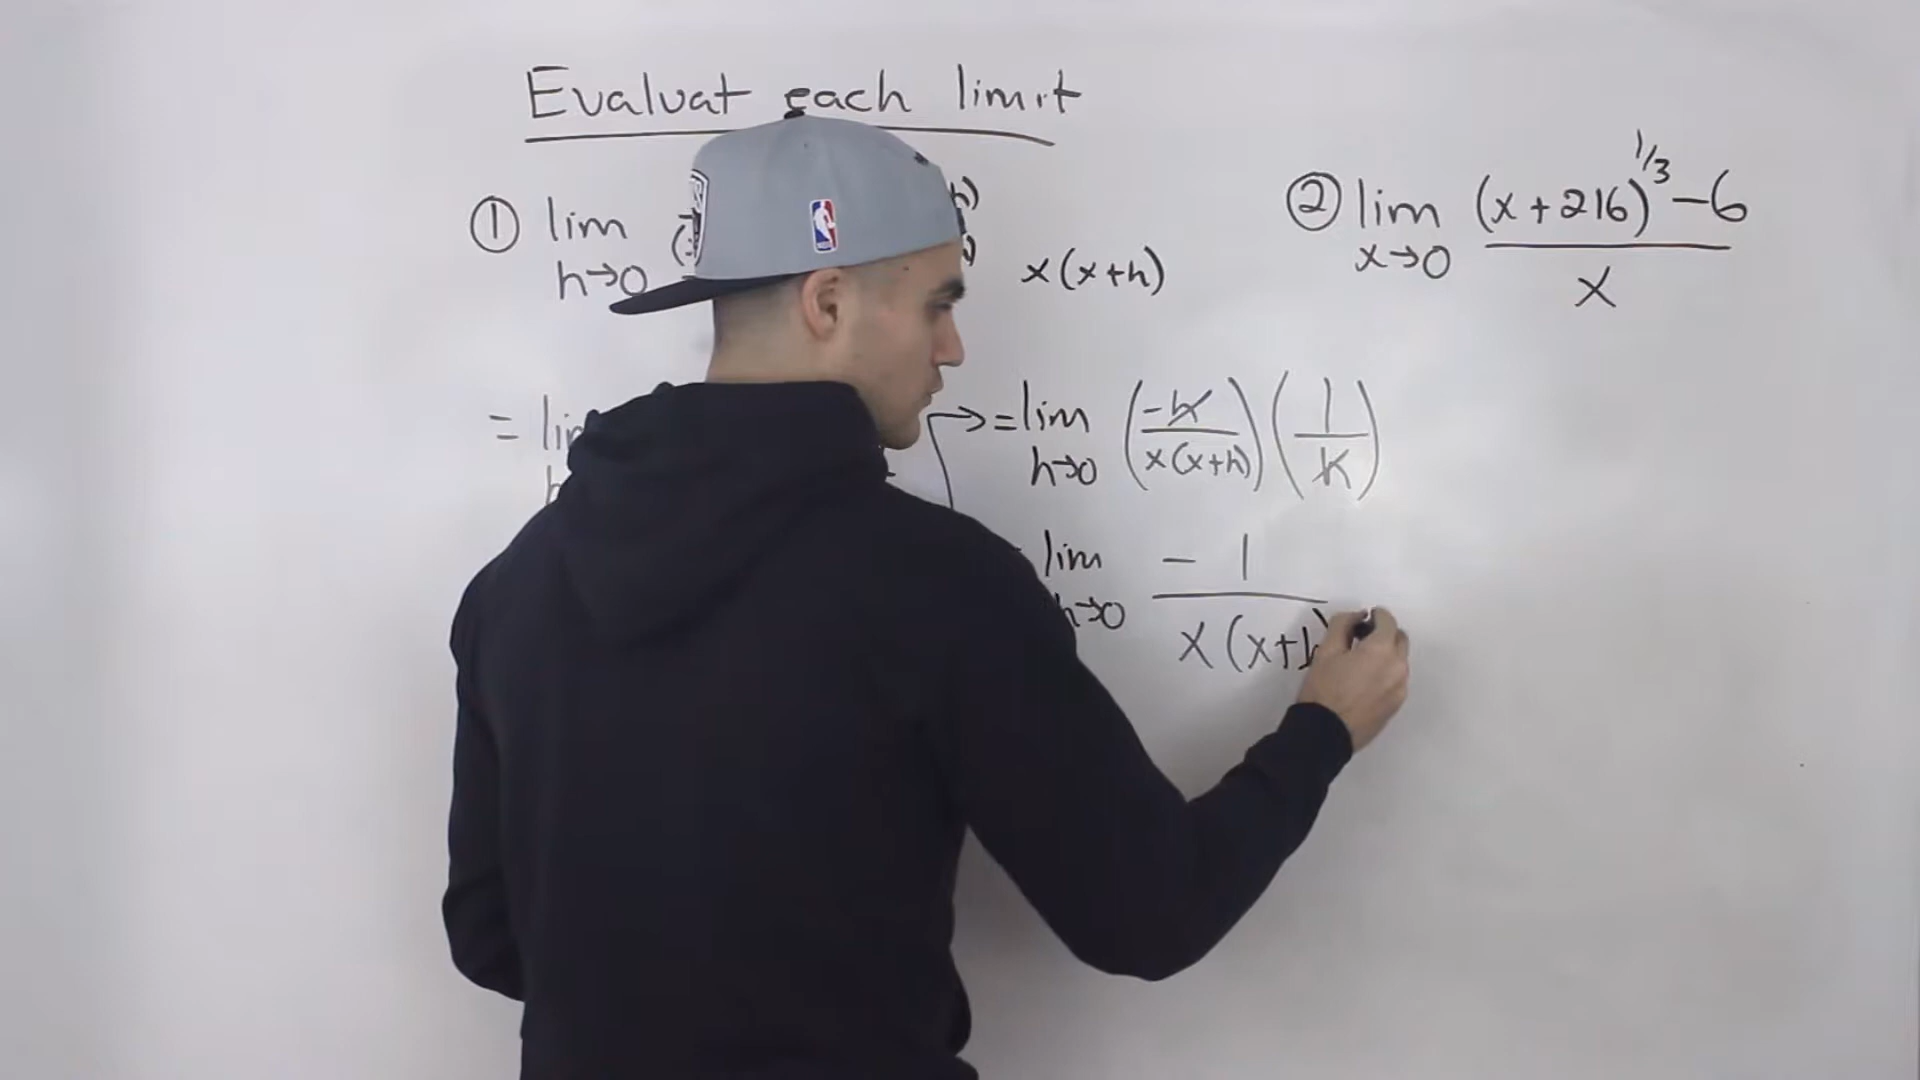 Evaluat each limit
① lim h)
h→0 x(x+h)
= lim
→ = lim (-h / x(x+h)) (1 / h)
h→0
lim - 1 / x(x+h)
h→0
② lim (x+216)^1/3 -6 / x
x→0